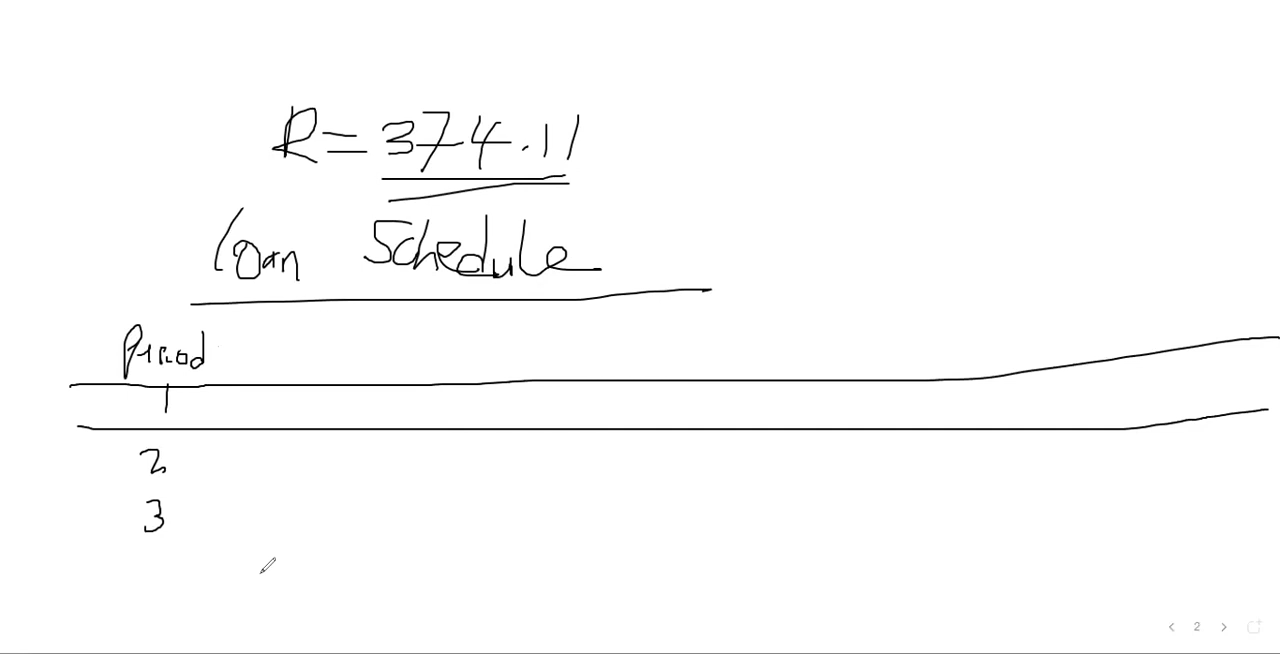 R = 374.11
loan Schedule
Period
1
2
3
2